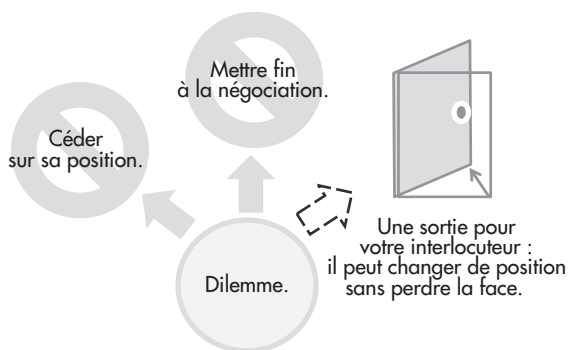 Mettre fin
à la négociation.
Céder
sur sa position.
Une sortie pour
votre interlocuteur :
il peut changer de position
sans perdre la face.
Dilemme.